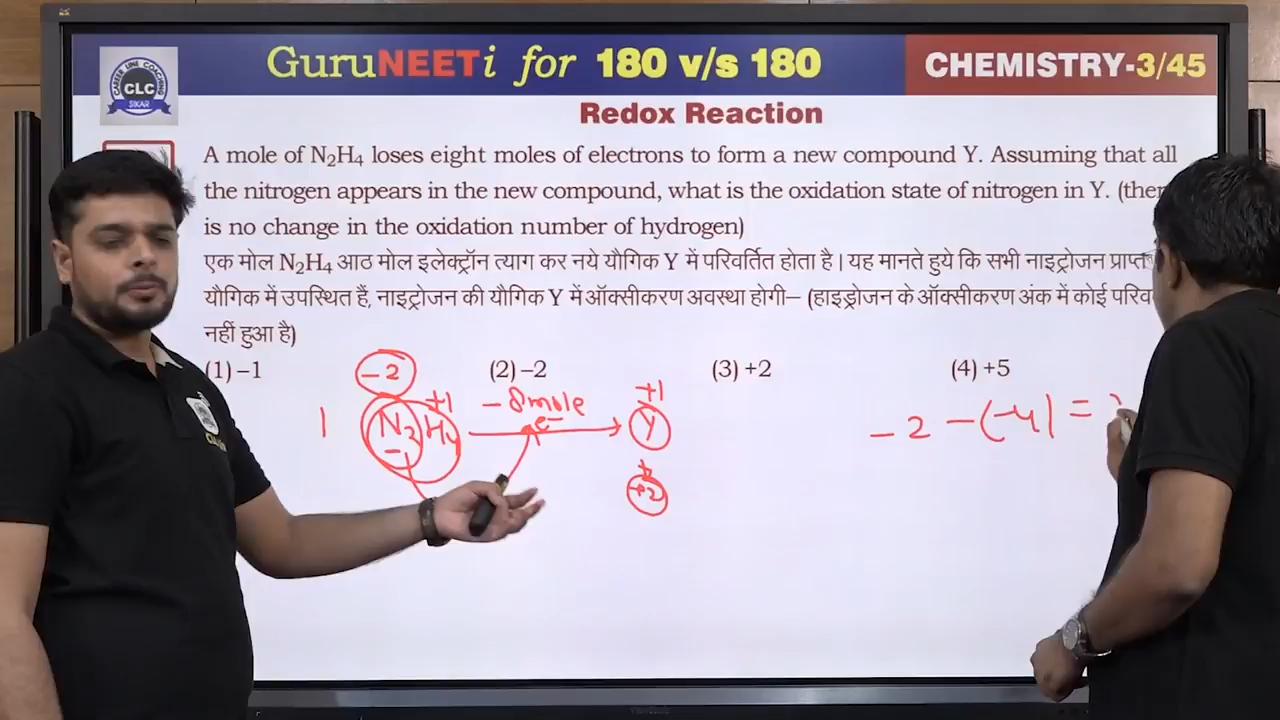 GuruNEETi for 180 v/s 180
CHEMISTRY-3/45
CAREER LINE COACHING
CLC
SIKAR
Redox Reaction
A mole of N₂H₄ loses eight moles of electrons to form a new compound Y. Assuming that all
the nitrogen appears in the new compound, what is the oxidation state of nitrogen in Y. (ther
is no change in the oxidation number of hydrogen)
एक मोल N₂H₄ आठ मोल इलेक्ट्रॉन त्याग कर नये यौगिक Y में परिवर्तित होता है। यह मानते हुये कि सभी नाइट्रोजन प्राप्त
यौगिक में उपस्थित हैं, नाइट्रोजन की यौगिक Y में ऑक्सीकरण अवस्था होगी– (हाइड्रोजन के ऑक्सीकरण अंक में कोई परिव
नहीं हुआ है)
(1) –1 (2) –2 (3) +2 (4) +5
-2
+1 -8mole +1
1 N₂H₄ e⁻ Y -2 -(-4) =
+2
CLC